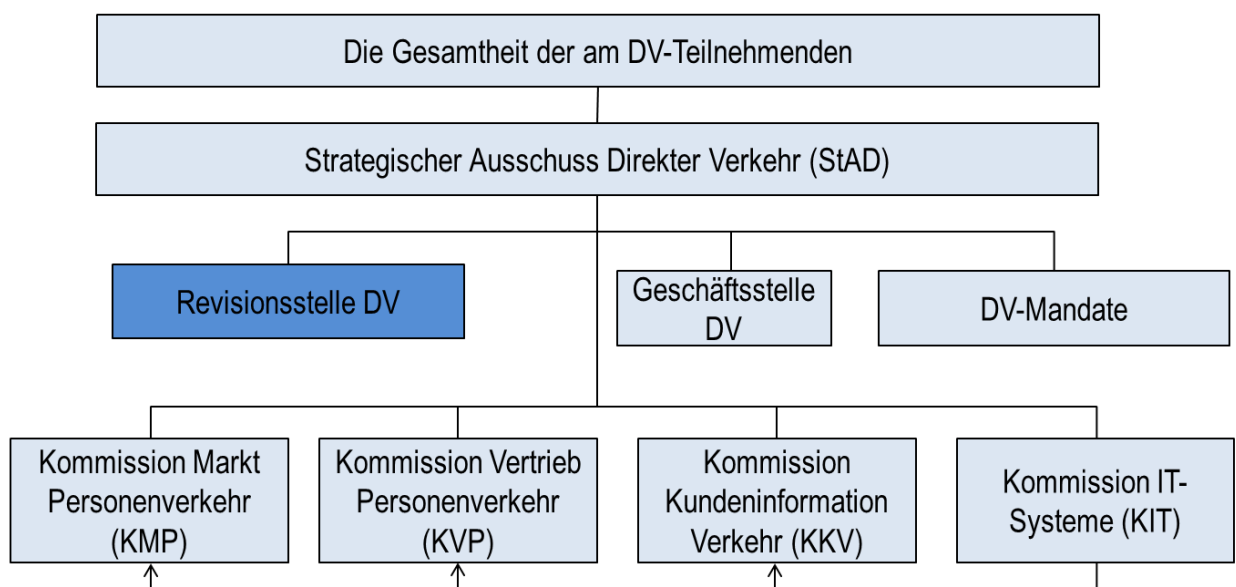 Die Gesamtheit der am DV-Teilnehmenden
Strategischer Ausschuss Direkter Verkehr (StAD)
Revisionsstelle DV
Geschäftsstelle
DV
DV-Mandate
Kommission Markt
Personenverkehr
(KMP)
Kommission Vertrieb
Personenverkehr
(KVP)
Kommission
Kundeninformation
Verkehr (KKV)
Kommission IT-
Systeme (KIT)